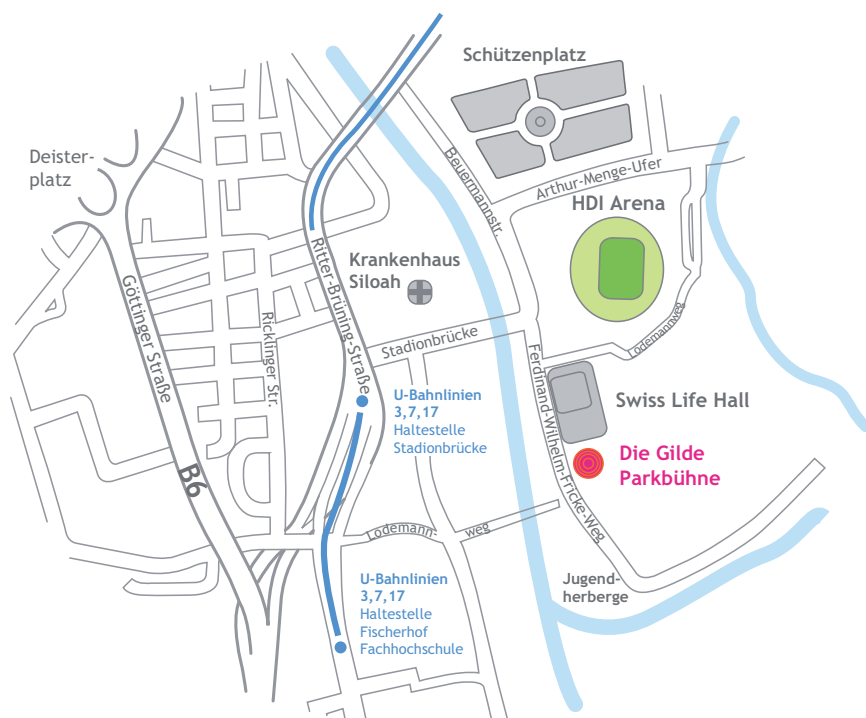 Schützenplatz
Deister-
platz
Beuermannstr.
Arthur-Menge-Ufer
HDI Arena
Krankenhaus
Siloah
Ritter-Brüning-Straße
Göttinger Straße
Ricklinger Str.
Stadionbrücke
Lodemannweg
Ferdinand-Wilhelm-Fricke-Weg
U-Bahnlinien
3,7,17
Haltestelle
Stadionbrücke
Swiss Life Hall
Die Gilde
Parkbühne
B6
Lodemann-
weg
U-Bahnlinien
3,7,17
Haltestelle
Fischerhof
Fachhochschule
Jugend-
herberge